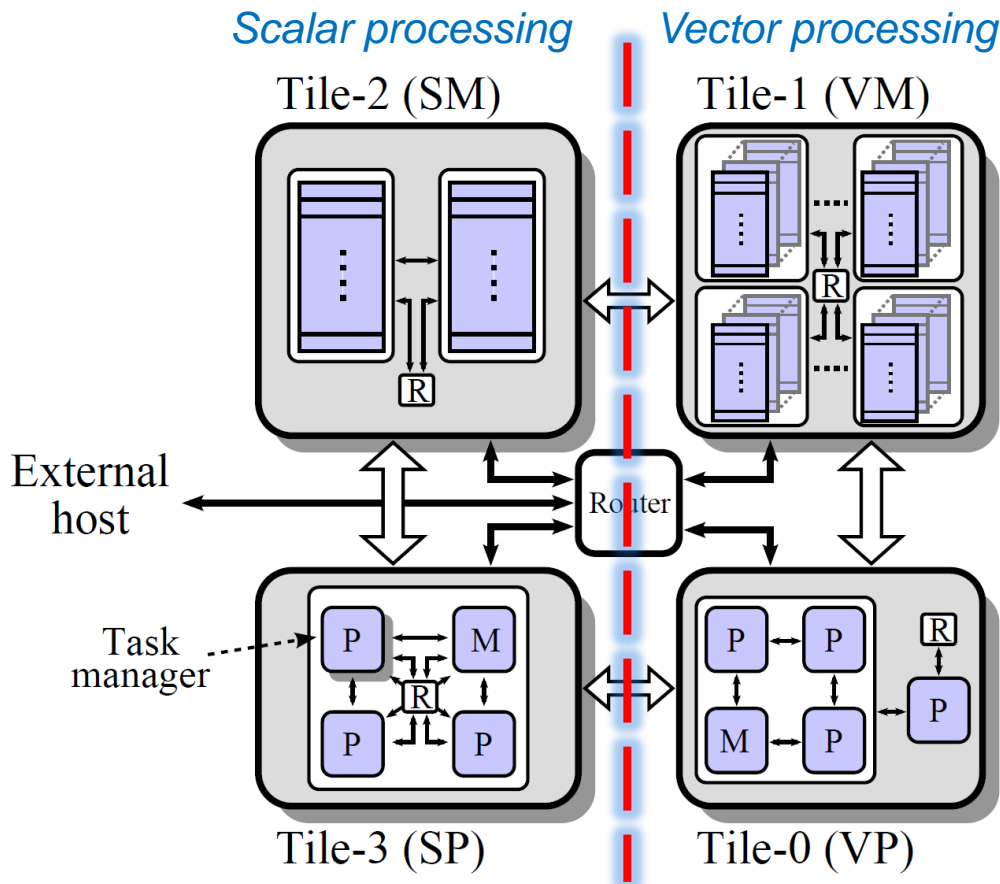 Scalar processing
Vector processing
Tile-2 (SM)
Tile-1 (VM)
R
R
External
host
Router
Task
manager
P
M
R
P
P
P
P
M
P
R
P
Tile-3 (SP)
Tile-0 (VP)